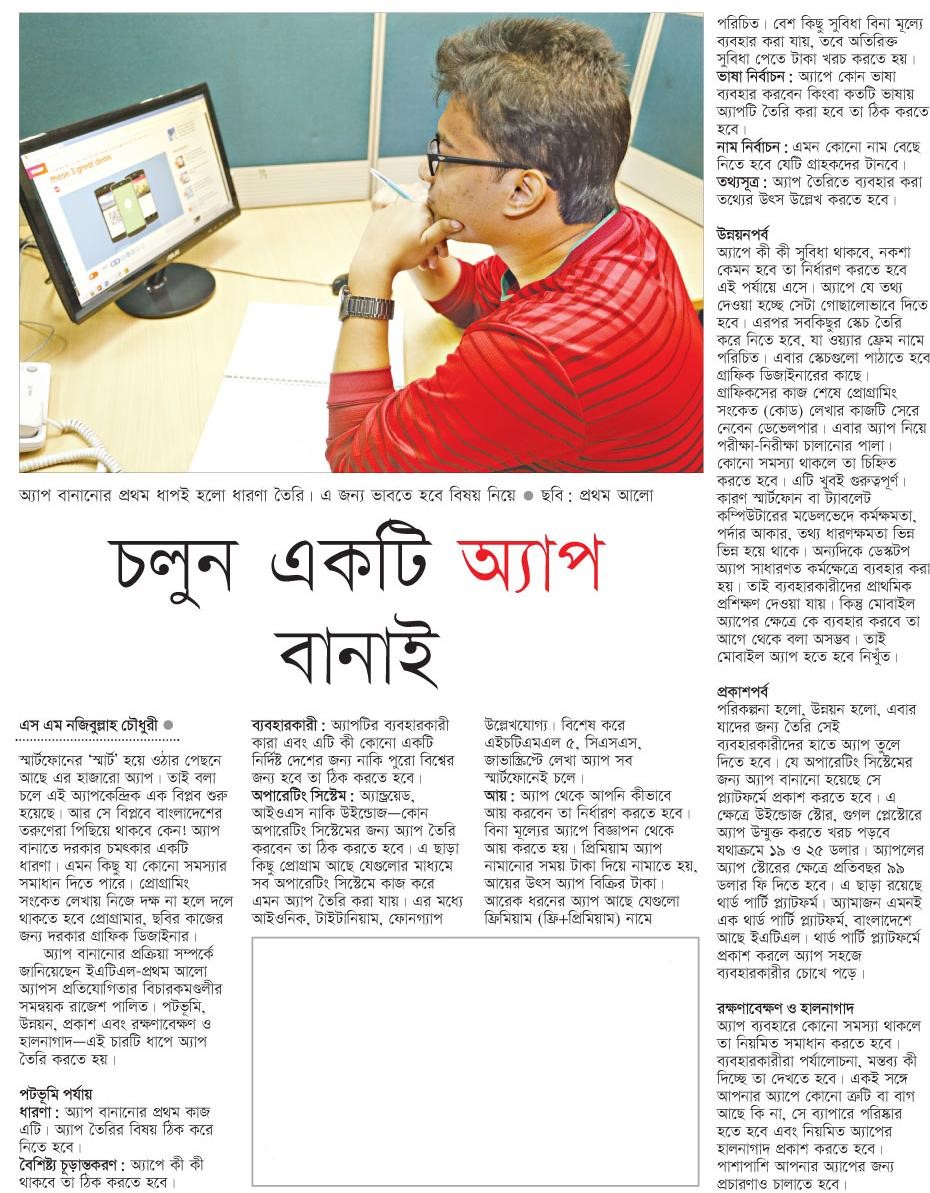 these 3 great deals
অ্যাপ বানানোর প্রথম ধাপই হলো ধারণা তৈরি। এ জন্য ভাবতে হবে বিষয় নিয়ে ● ছবি : প্রথম আলো
চলুন একটি অ্যাপ
বানাই
এস এম নজিবুল্লাহ চৌধুরী ●
স্মার্টফোনের ‘স্মার্ট’ হয়ে ওঠার পেছনে
আছে এর হাজারো অ্যাপ। তাই বলা
চলে এই অ্যাপকেন্দ্রিক এক বিপ্লব শুরু
হয়েছে। আর সে বিপ্লবে বাংলাদেশের
তরুণেরা পিছিয়ে থাকবে কেন! অ্যাপ
বানাতে দরকার চমৎকার একটি
ধারণা। এমন কিছু যা কোনো সমস্যার
সমাধান দিতে পারে। প্রোগ্রামিং
সংকেত লেখায় নিজে দক্ষ না হলে দলে
থাকতে হবে প্রোগ্রামার, ছবির কাজের
জন্য দরকার গ্রাফিক ডিজাইনার।
অ্যাপ বানানোর প্রক্রিয়া সম্পর্কে
জানিয়েছেন ইএটিএল-প্রথম আলো
অ্যাপস প্রতিযোগিতার বিচারকমণ্ডলীর
সমন্বয়ক রাজেশ পালিত। পটভূমি,
উন্নয়ন, প্রকাশ এবং রক্ষণাবেক্ষণ ও
হালনাগাদ—এই চারটি ধাপে অ্যাপ
তৈরি করতে হয়।
পটভূমি পর্যায়
ধারণা : অ্যাপ বানানোর প্রথম কাজ
এটি। অ্যাপ তৈরির বিষয় ঠিক করে
নিতে হবে।
বৈশিষ্ট্য চূড়ান্তকরণ : অ্যাপে কী কী
থাকবে তা ঠিক করতে হবে।
ব্যবহারকারী : অ্যাপটির ব্যবহারকারী
কারা এবং এটি কী কোনো একটি
নির্দিষ্ট দেশের জন্য নাকি পুরো বিশ্বের
জন্য হবে তা ঠিক করতে হবে।
অপারেটিং সিস্টেম : অ্যান্ড্রয়েড,
আইওএস নাকি উইন্ডোজ—কোন
অপারেটিং সিস্টেমের জন্য অ্যাপ তৈরি
করবেন তা ঠিক করতে হবে। এ ছাড়া
কিছু প্রোগ্রাম আছে যেগুলোর মাধ্যমে
সব অপারেটিং সিস্টেমে কাজ করে
এমন অ্যাপ তৈরি করা যায়। এর মধ্যে
আইওনিক, টাইটানিয়াম, ফোনগ্যাপ
উল্লেখযোগ্য। বিশেষ করে
এইচটিএমএল ৫, সিএসএস,
জাভাস্ক্রিপ্টে লেখা অ্যাপ সব
স্মার্টফোনেই চলে।
আয় : অ্যাপ থেকে আপনি কীভাবে
আয় করবেন তা নির্ধারণ করতে হবে।
বিনা মূল্যের অ্যাপে বিজ্ঞাপন থেকে
আয় করতে হয়। প্রিমিয়াম অ্যাপ
নামানোর সময় টাকা দিয়ে নামাতে হয়,
আয়ের উৎস অ্যাপ বিক্রির টাকা।
আরেক ধরনের অ্যাপ আছে যেগুলো
ফ্রিমিয়াম (ফ্রি+প্রিমিয়াম) নামে
পরিচিত। বেশ কিছু সুবিধা বিনা মূল্যে
ব্যবহার করা যায়, তবে অতিরিক্ত
সুবিধা পেতে টাকা খরচ করতে হয়।
ভাষা নির্বাচন : অ্যাপে কোন ভাষা
ব্যবহার করবেন কিংবা কতটি ভাষায়
অ্যাপটি তৈরি করা হবে তা ঠিক করতে
হবে।
নাম নির্বাচন : এমন কোনো নাম বেছে
নিতে হবে যেটি গ্রাহকদের টানবে।
তথ্যসূত্র : অ্যাপ তৈরিতে ব্যবহার করা
তথ্যের উৎস উল্লেখ করতে হবে।
উন্নয়নপর্ব
অ্যাপে কী কী সুবিধা থাকবে, নকশা
কেমন হবে তা নির্ধারণ করতে হবে
এই পর্যায়ে এসে। অ্যাপে যে তথ্য
দেওয়া হচ্ছে সেটা গোছালোভাবে দিতে
হবে। এরপর সবকিছুর স্কেচ তৈরি
করে নিতে হবে, যা ওয়্যার ফ্রেম নামে
পরিচিত। এবার স্কেচগুলো পাঠাতে হবে
গ্রাফিক ডিজাইনারের কাছে।
গ্রাফিকসের কাজ শেষে প্রোগ্রামিং
সংকেত (কোড) লেখার কাজটি সেরে
নেবেন ডেভেলপার। এবার অ্যাপ নিয়ে
পরীক্ষা-নিরীক্ষা চালানোর পালা।
কোনো সমস্যা থাকলে তা চিহ্নিত
করতে হবে। এটি খুবই গুরুত্বপূর্ণ।
কারণ স্মার্টফোন বা ট্যাবলেট
কম্পিউটারের মডেলভেদে কর্মক্ষমতা,
পর্দার আকার, তথ্য ধারণক্ষমতা ভিন্ন
ভিন্ন হয়ে থাকে। অন্যদিকে ডেস্কটপ
অ্যাপ সাধারণত কর্মক্ষেত্রে ব্যবহার করা
হয়। তাই ব্যবহারকারীদের প্রাথমিক
প্রশিক্ষণ দেওয়া যায়। কিন্তু মোবাইল
অ্যাপের ক্ষেত্রে কে ব্যবহার করবে তা
আগে থেকে বলা অসম্ভব। তাই
মোবাইল অ্যাপ হতে হবে নিখুঁত।
প্রকাশপর্ব
পরিকল্পনা হলো, উন্নয়ন হলো, এবার
যাদের জন্য তৈরি সেই
ব্যবহারকারীদের হাতে অ্যাপ তুলে
দিতে হবে। যে অপারেটিং সিস্টেমের
জন্য অ্যাপ বানানো হয়েছে সে
প্ল্যাটফর্মে প্রকাশ করতে হবে। এ
ক্ষেত্রে উইন্ডোজ স্টোর, গুগল প্লেস্টোরে
অ্যাপ উন্মুক্ত করতে খরচ পড়বে
যথাক্রমে ১৯ ও ২৫ ডলার। অ্যাপলের
অ্যাপ স্টোরের ক্ষেত্রে প্রতিবছর ৯৯
ডলার ফি দিতে হবে। এ ছাড়া রয়েছে
থার্ড পার্টি প্ল্যাটফর্ম। অ্যামাজন এমনই
এক থার্ড পার্টি প্ল্যাটফর্ম, বাংলাদেশে
আছে ইএটিএল। থার্ড পার্টি প্ল্যাটফর্মে
প্রকাশ করলে অ্যাপ সহজে
ব্যবহারকারীর চোখে পড়ে।
রক্ষণাবেক্ষণ ও হালনাগাদ
অ্যাপ ব্যবহারে কোনো সমস্যা থাকলে
তা নিয়মিত সমাধান করতে হবে।
ব্যবহারকারীরা পর্যালোচনা, মন্তব্য কী
দিচ্ছে তা দেখতে হবে। একই সঙ্গে
আপনার অ্যাপে কোনো ত্রুটি বা বাগ
আছে কি না, সে ব্যাপারে পরিষ্কার
হতে হবে এবং নিয়মিত অ্যাপের
হালনাগাদ প্রকাশ করতে হবে।
পাশাপাশি আপনার অ্যাপের জন্য
প্রচারণাও চালাতে হবে।